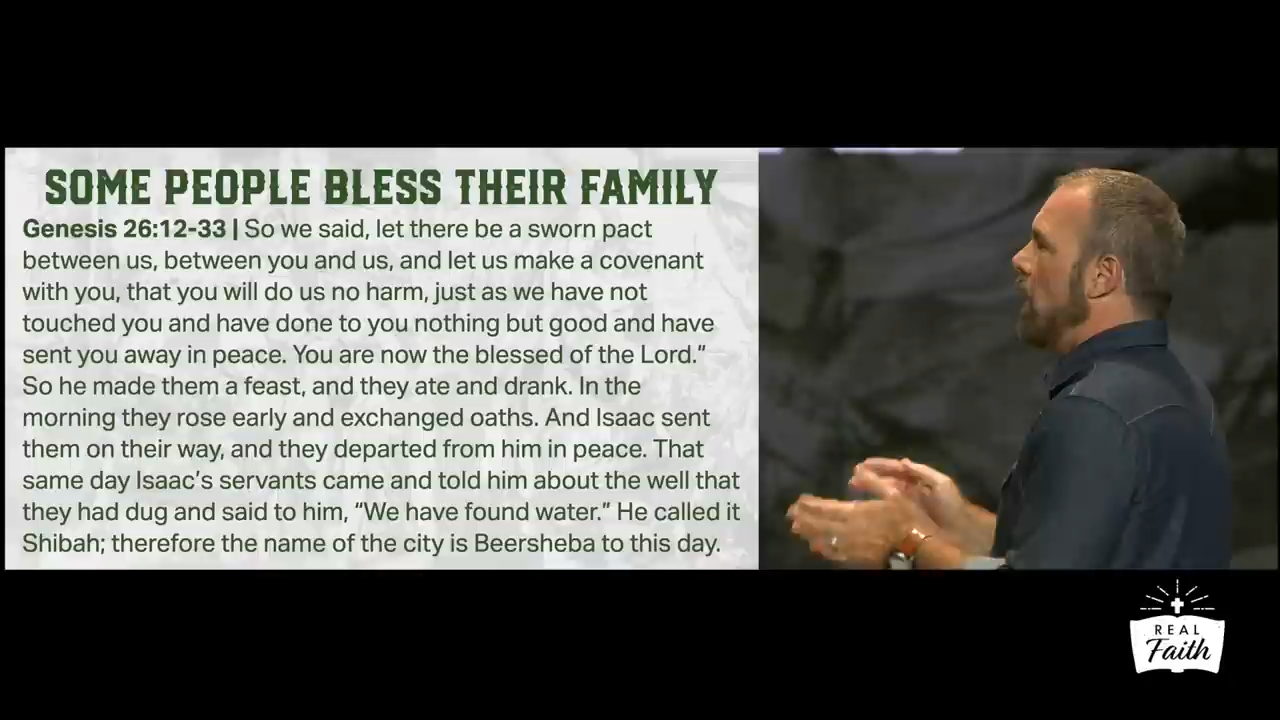 SOME PEOPLE BLESS THEIR FAMILY
Genesis 26:12-33 | So we said, let there be a sworn pact
between us, between you and us, and let us make a covenant
with you, that you will do us no harm, just as we have not
touched you and have done to you nothing but good and have
sent you away in peace. You are now the blessed of the Lord.”
So he made them a feast, and they ate and drank. In the
morning they rose early and exchanged oaths. And Isaac sent
them on their way, and they departed from him in peace. That
same day Isaac’s servants came and told him about the well that
they had dug and said to him, “We have found water.” He called it
Shibah; therefore the name of the city is Beersheba to this day.
REAL
Faith